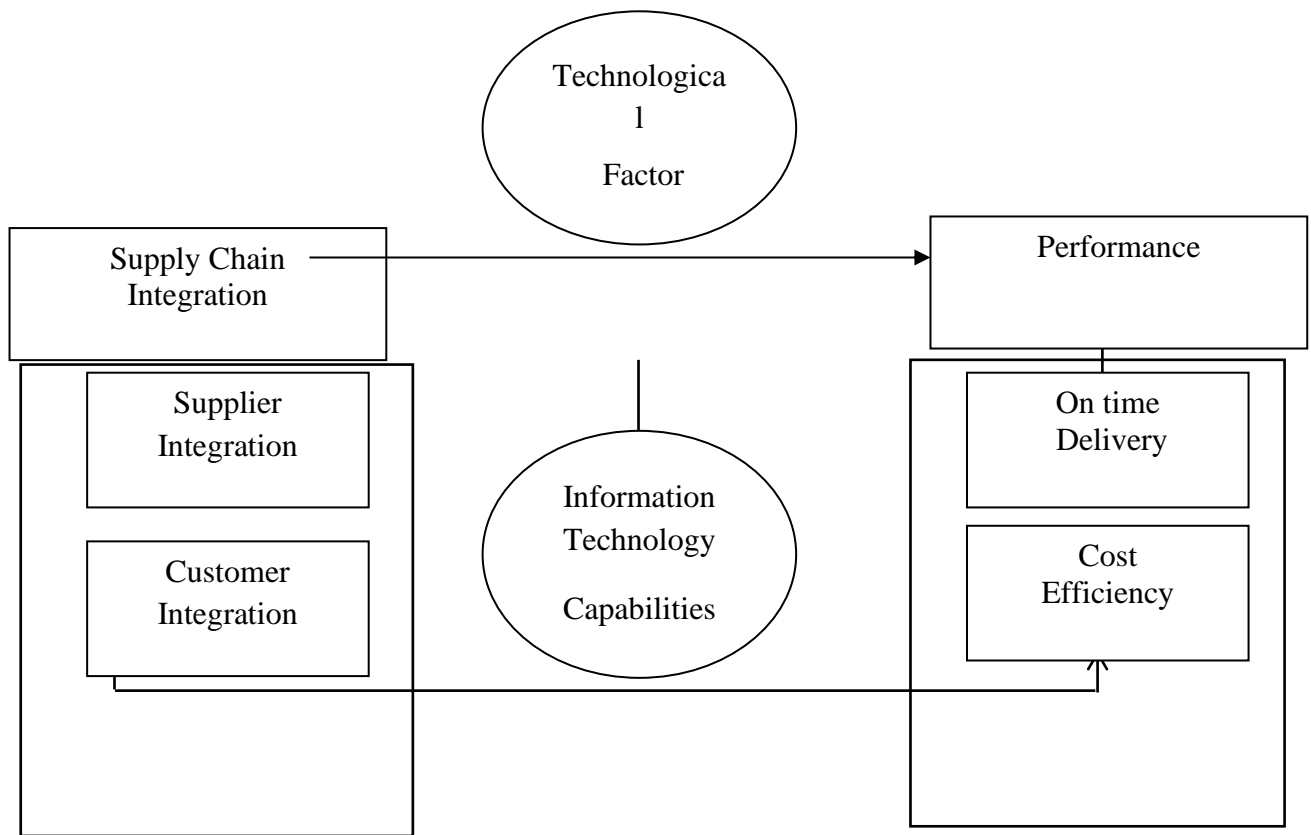 Technologica
l
Factor
Supply Chain
Integration
Performance
Supplier
Integration
On time
Delivery
Information
Technology
Capabilities
Customer
Integration
Cost
Efficiency